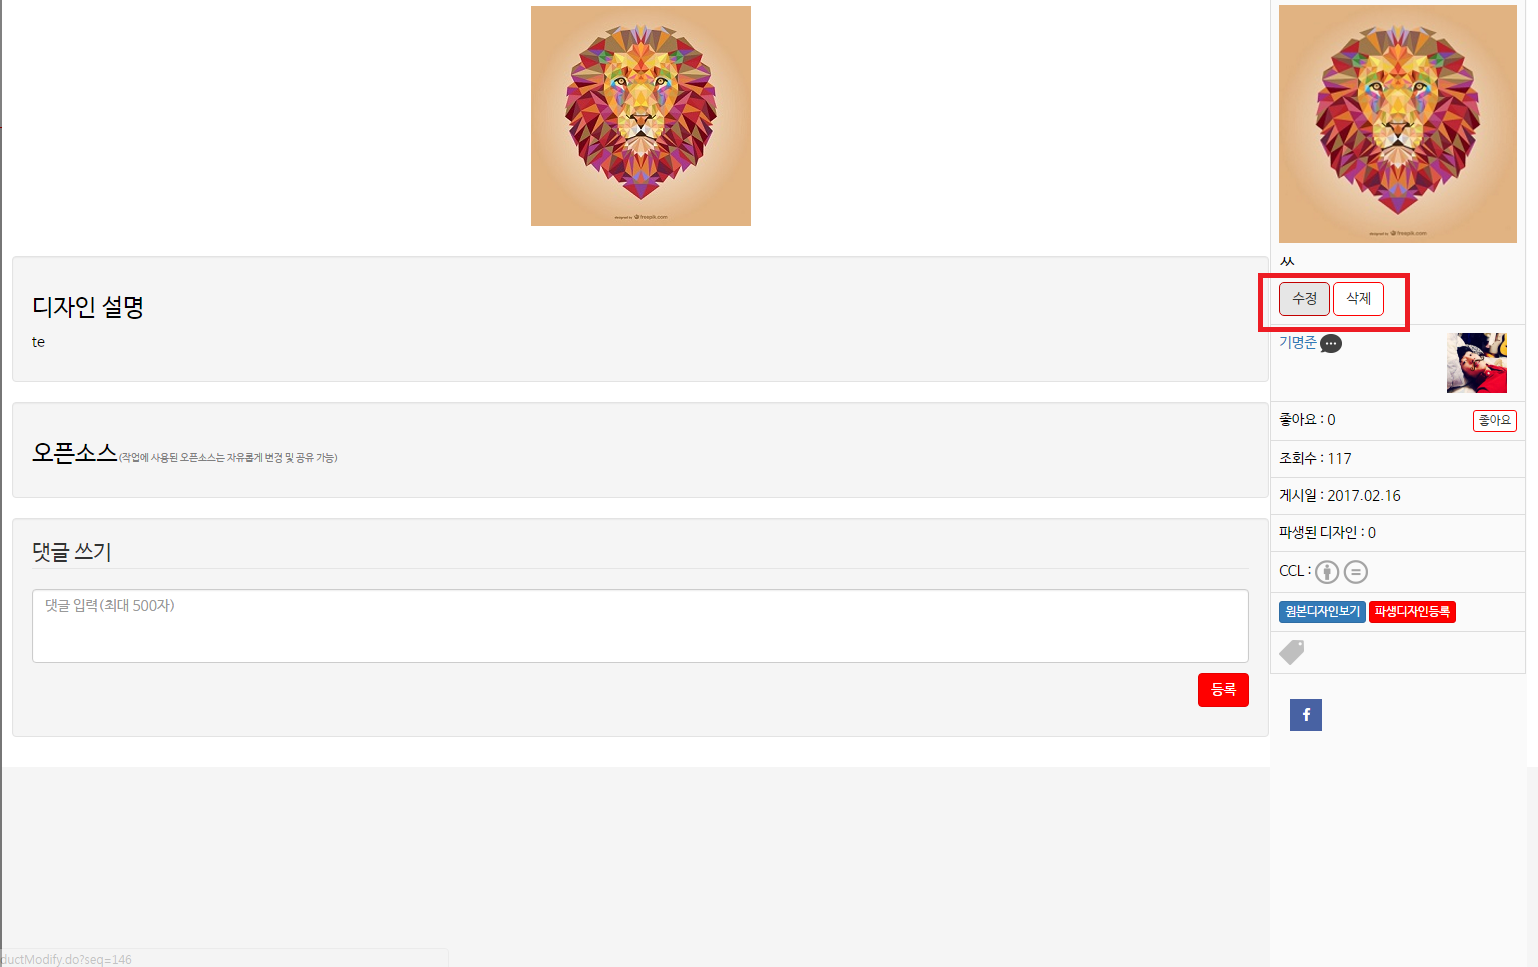 designed by freepik.com
디자인 설명
te
오픈소스(작업에 사용된 오픈소스는 자유롭게 변경 및 공유 가능)
댓글 쓰기
댓글 입력(최대 500자)
등록
designed by freepik.com
쓰
수정 삭제
기명준
좋아요 : 0 좋아요
조회수 : 117
게시일 : 2017.02.16
파생된 디자인 : 0
CCL :
원본디자인보기 파생디자인등록
f
ductModify.do?seq=146